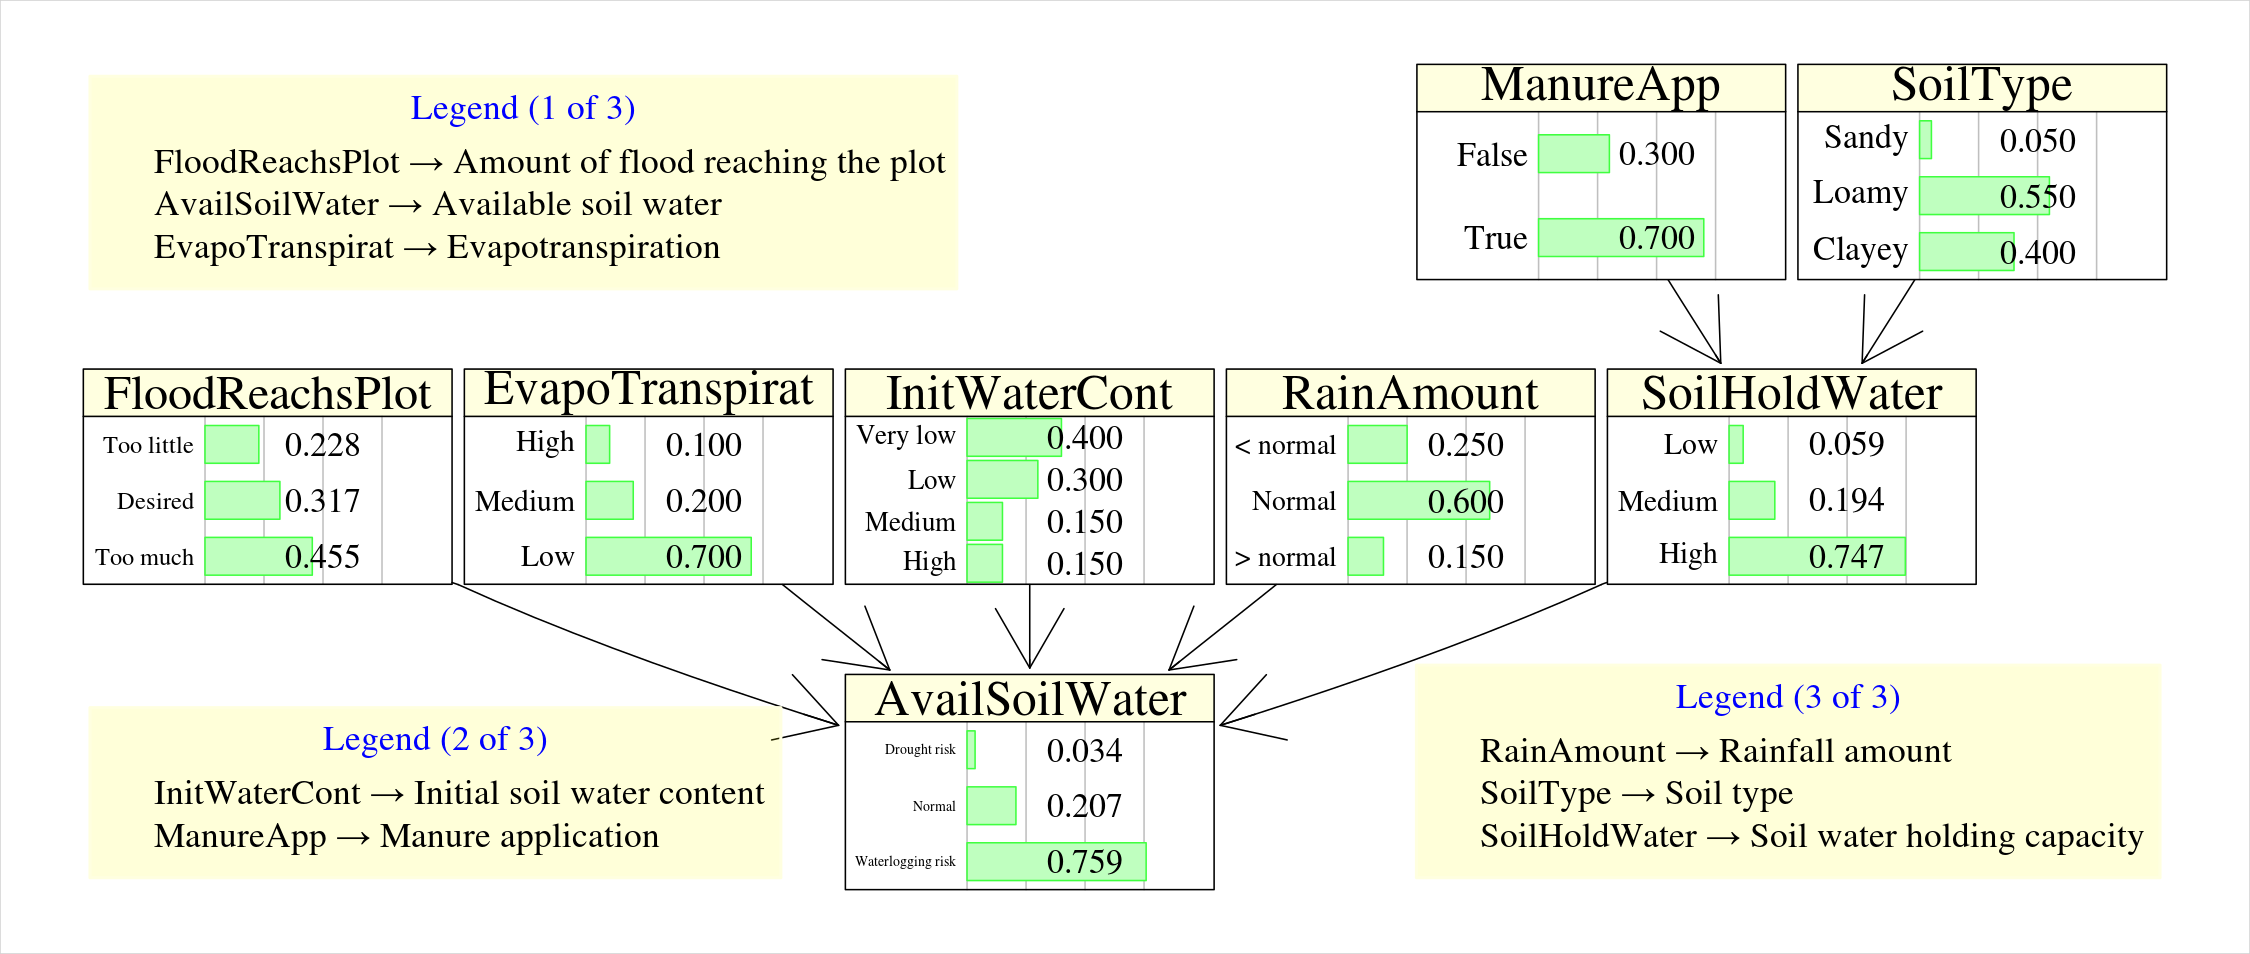 Legend (1 of 3)
FloodReachsPlot → Amount of flood reaching the plot
AvailSoilWater → Available soil water
EvapoTranspirat → Evapotranspiration
ManureApp
False 0.300
True 0.700
SoilType
Sandy 0.050
Loamy 0.550
Clayey 0.400
FloodReachsPlot
Too little 0.228
Desired 0.317
Too much 0.455
EvapoTranspirat
High 0.100
Medium 0.200
Low 0.700
InitWaterCont
Very low 0.400
Low 0.300
Medium 0.150
High 0.150
RainAmount
< normal 0.250
Normal 0.600
> normal 0.150
SoilHoldWater
Low 0.059
Medium 0.194
High 0.747
Legend (2 of 3)
InitWaterCont → Initial soil water content
ManureApp → Manure application
AvailSoilWater
Drought risk 0.034
Normal 0.207
Waterlogging risk 0.759
Legend (3 of 3)
RainAmount → Rainfall amount
SoilType → Soil type
SoilHoldWater → Soil water holding capacity